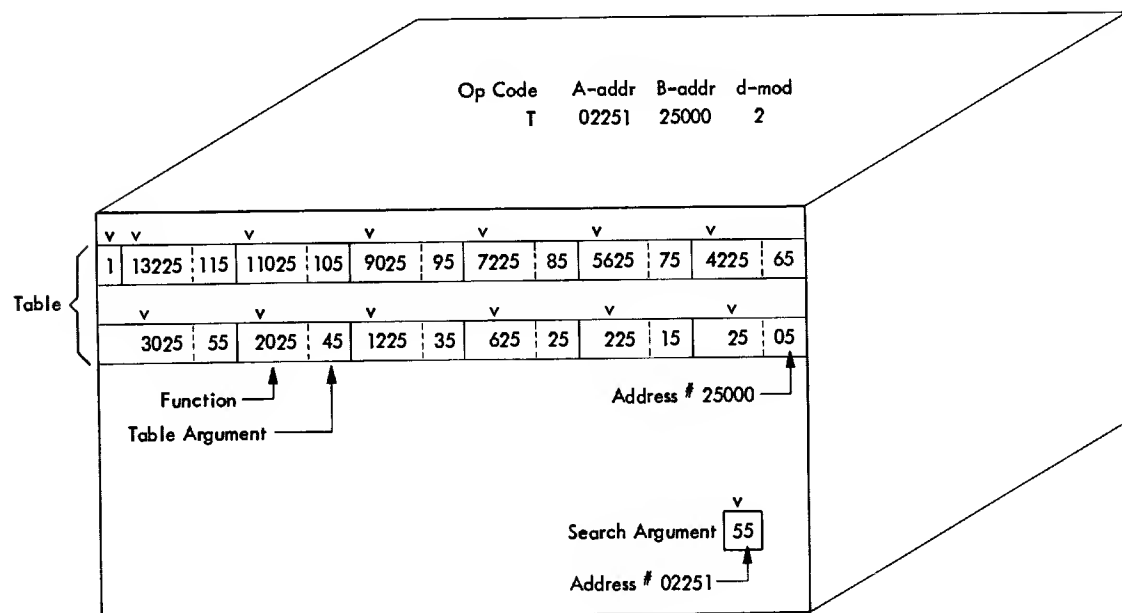 Op Code A-addr B-addr d-mod
T 02251 25000 2
v v v v v v v
1 13225 115 11025 105 9025 95 7225 85 5625 75 4225 65
Table
v v v v v v
3025 55 2025 45 1225 35 625 25 225 15 25 05
Function
Address # 25000
Table Argument
v
Search Argument 55
Address # 02251